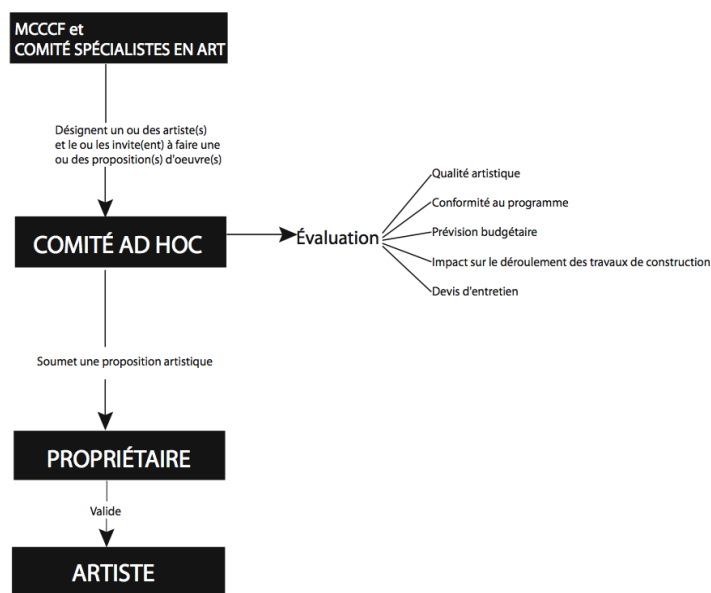 MCCCF et
COMITÉ SPÉCIALISTES EN ART
Désignent un ou des artiste(s)
et le ou les invite(ent) à faire une
ou des proposition(s) d'oeuvre(s)
COMITÉ AD HOC
Évaluation
Qualité artistique
Conformité au programme
Prévision budgétaire
Impact sur le déroulement des travaux de construction
Devis d'entretien
Soumet une proposition artistique
PROPRIÉTAIRE
Valide
ARTISTE